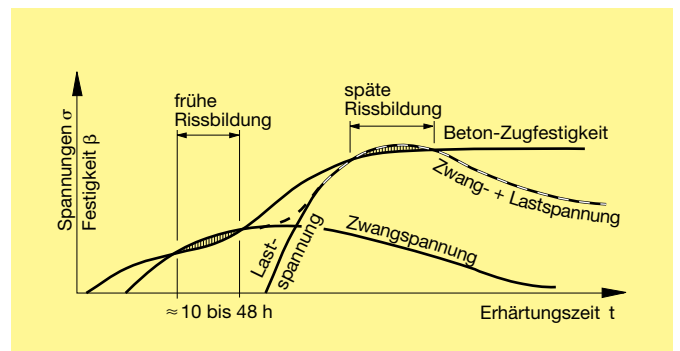 Spannungen σ
Festigkeit β
frühe
Rissbildung
späte
Rissbildung
Beton-Zugfestigkeit
Zwang- + Lastspannung
Last-
spannung
Zwangspannung
≈ 10 bis 48 h
Erhärtungszeit t